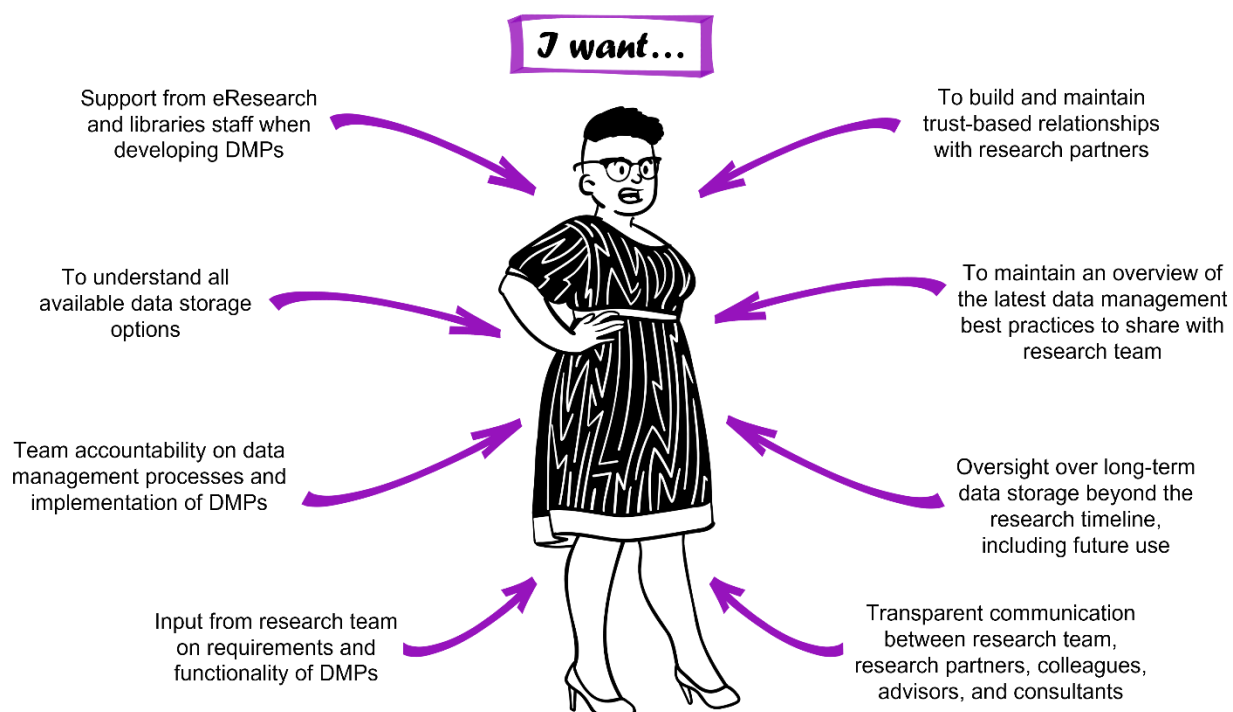 I want...
Support from eResearch
and libraries staff when
developing DMPs
To understand all
available data storage
options
Team accountability on data
management processes and
implementation of DMPs
Input from research team
on requirements and
functionality of DMPs
To build and maintain
trust-based relationships
with research partners
To maintain an overview of
the latest data management
best practices to share with
research team
Oversight over long-term
data storage beyond the
research timeline,
including future use
Transparent communication
between research team,
research partners, colleagues,
advisors, and consultants